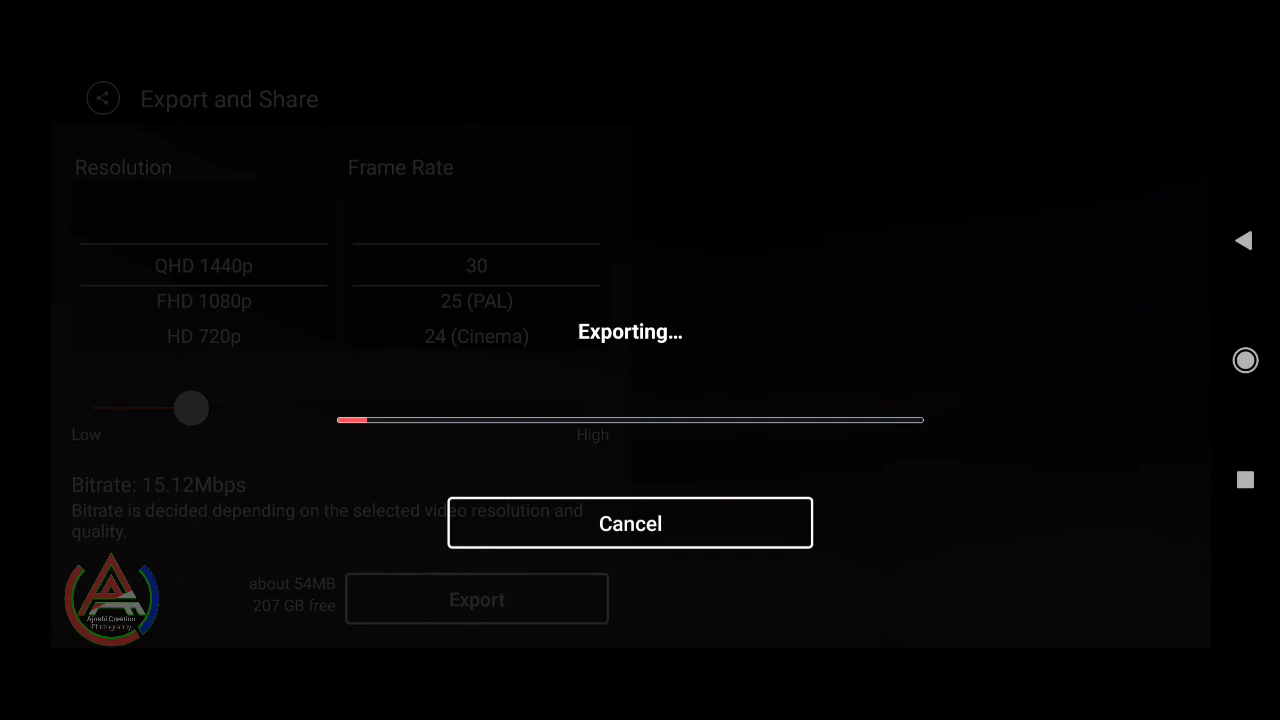 Export and Share
Resolution
Frame Rate
QHD 1440p
30
FHD 1080p
25 (PAL)
HD 720p
24 (Cinema)
Exporting...
Low
High
Bitrate: 15.12Mbps
Bitrate is decided depending on the selected video resolution and
quality.
Cancel
about 54MB
207 GB free
Export
Creation
Photography